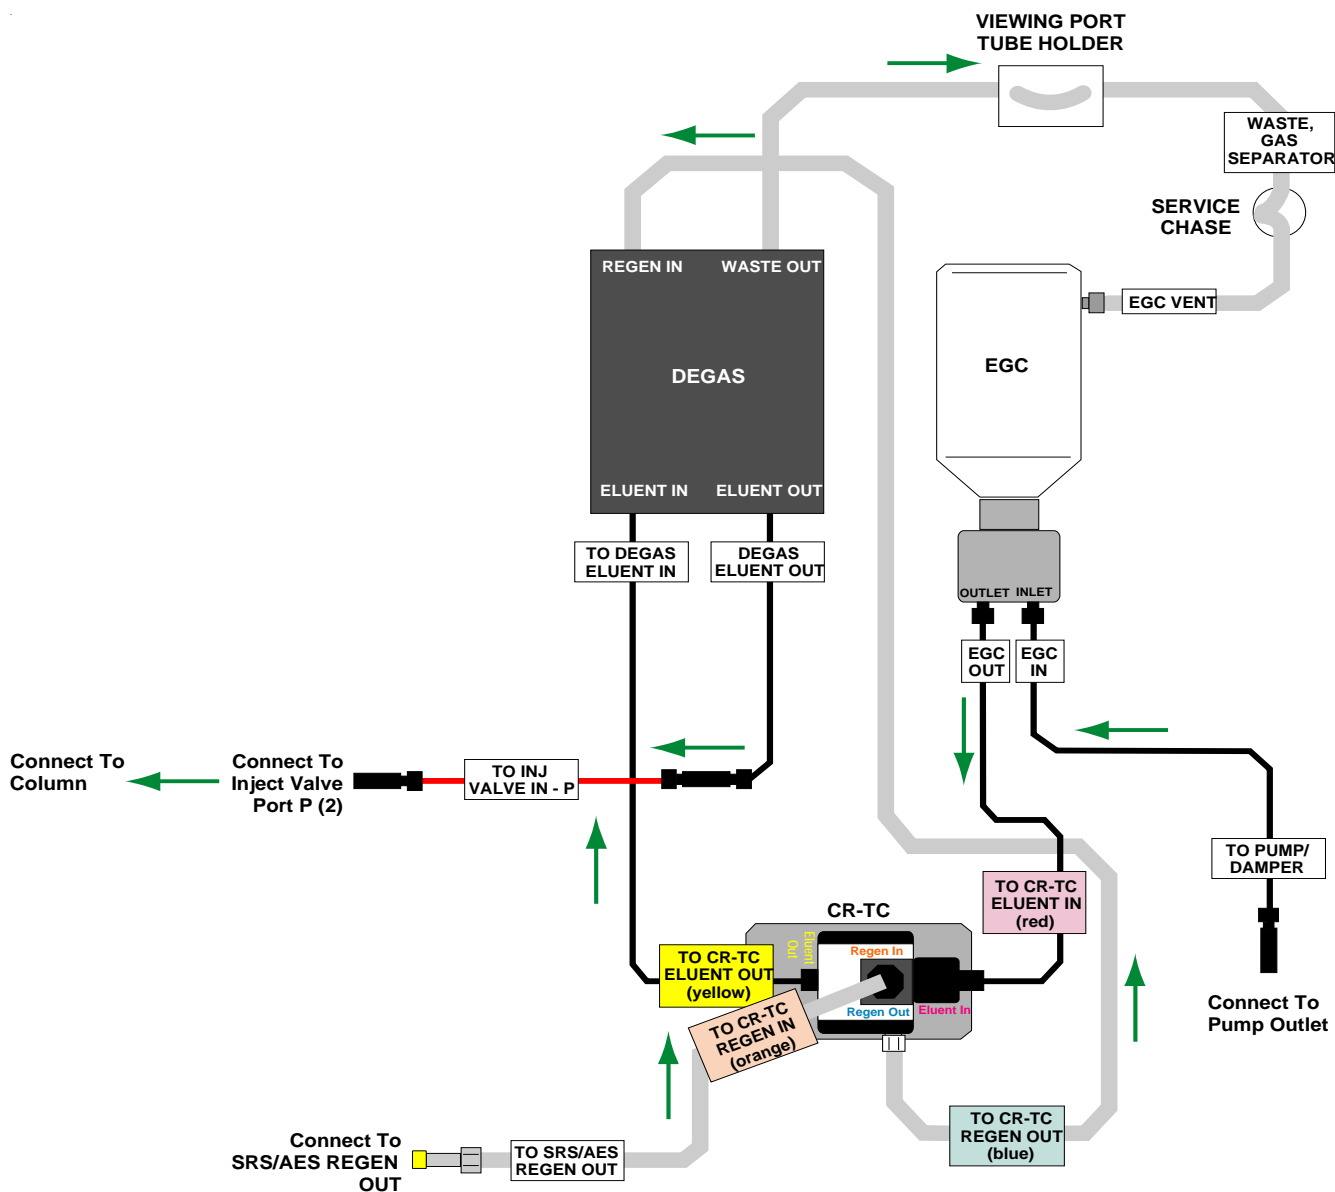 VIEWING PORT
TUBE HOLDER
WASTE,
GAS
SEPARATOR
SERVICE
CHASE
REGEN IN
WASTE OUT
EGC VENT
DEGAS
EGC
ELUENT IN
ELUENT OUT
TO DEGAS
ELUENT IN
DEGAS
ELUENT OUT
OUTLET
INLET
EGC
OUT
EGC
IN
Connect To
Column
Connect To
Inject Valve
Port P (2)
TO INJ
VALVE IN - P
TO PUMP/
DAMPER
TO CR-TC
ELUENT IN
(red)
CR-TC
Eluent
Out
Regen In
TO CR-TC
ELUENT OUT
(yellow)
Regen Out
Eluent In
Connect To
Pump Outlet
TO CR-TC
REGEN IN
(orange)
TO CR-TC
REGEN OUT
(blue)
Connect To
SRS/AES REGEN
OUT
TO SRS/AES
REGEN OUT